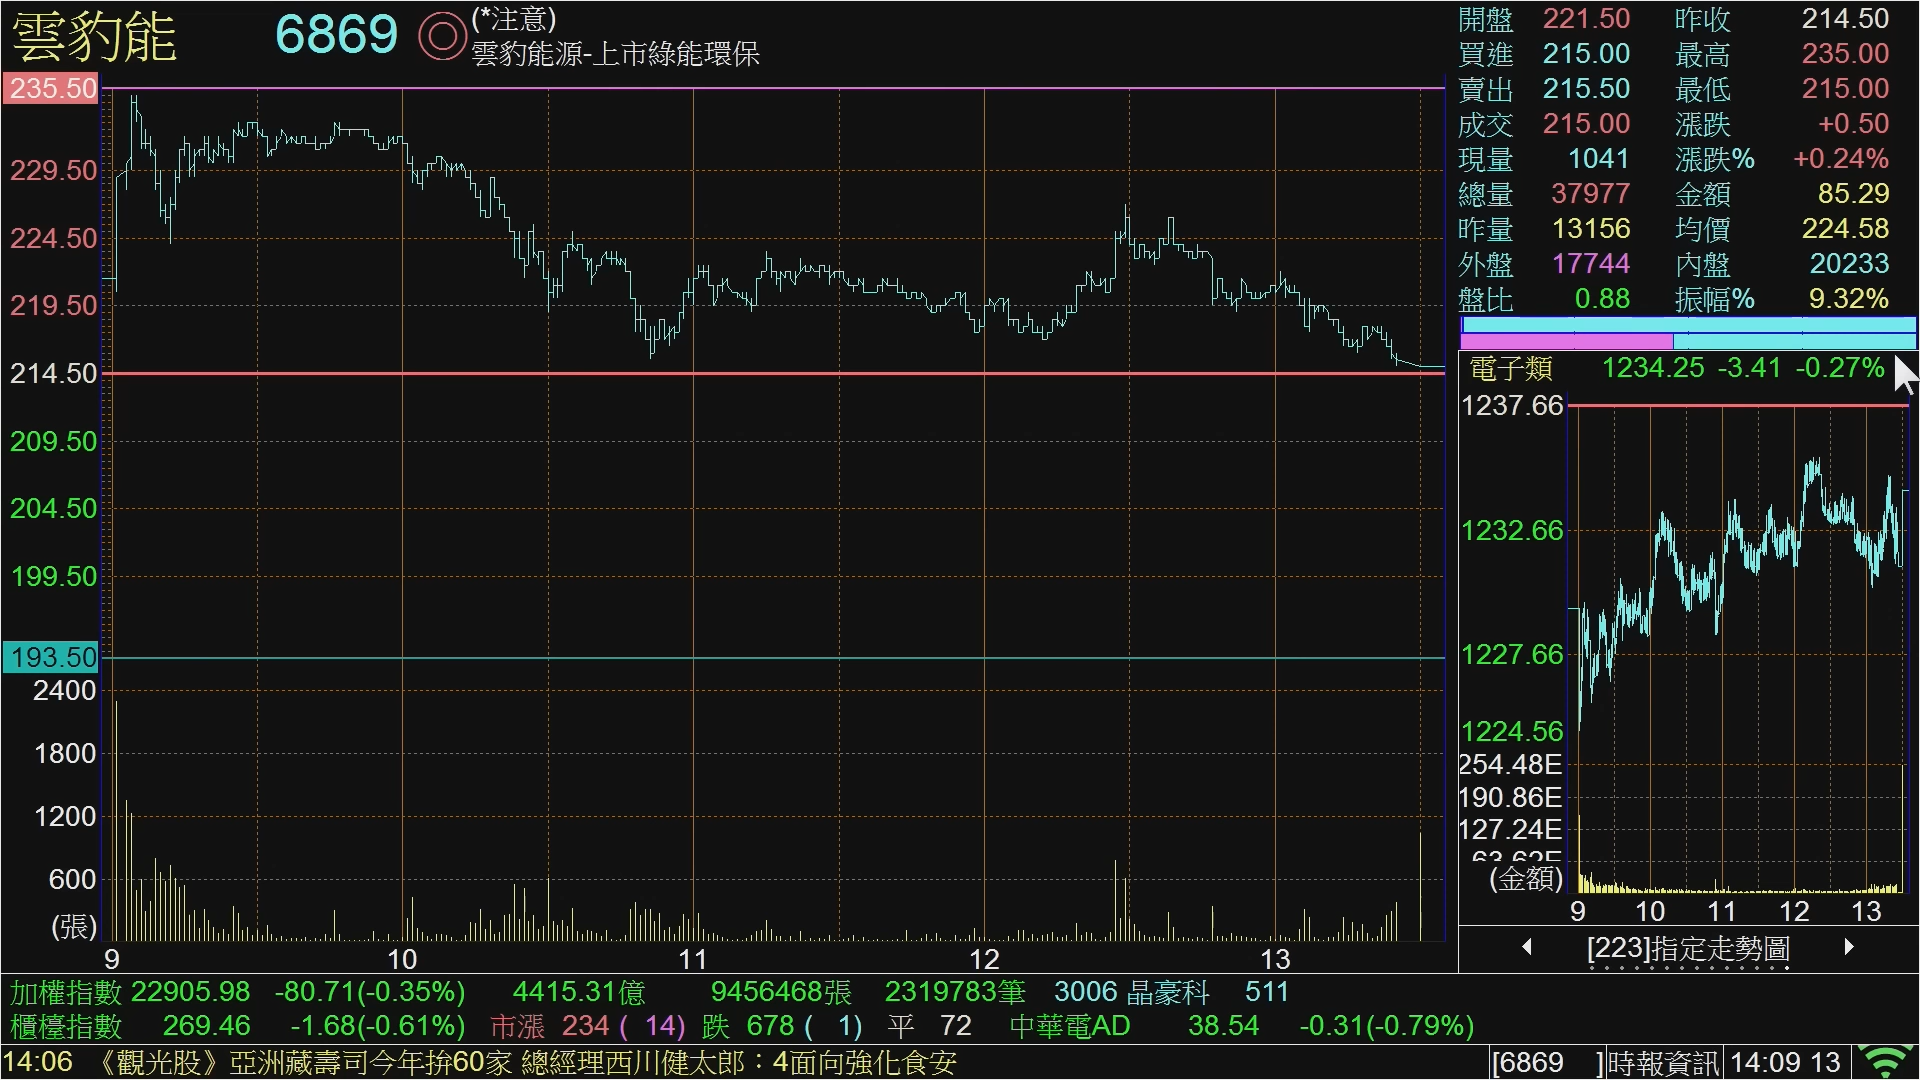 雲豹能 6869 (*注意)
雲豹能源-上市綠能環保
開盤 221.50 昨收 214.50
買進 215.00 最高 235.00
賣出 215.50 最低 215.00
成交 215.00 漲跌 +0.50
現量 1041 漲跌% +0.24%
總量 37977 金額 85.29
昨量 13156 均價 224.58
外盤 17744 內盤 20233
盤比 0.88 振幅% 9.32%
235.50
229.50
224.50
219.50
214.50
209.50
204.50
199.50
193.50
2400
1800
1200
600
(張)
9 10 11 12 13
電子類 1234.25 -3.41 -0.27%
1237.66
1232.66
1227.66
1224.56
254.48E
190.86E
127.24E
63.62E
(金額)
9 10 11 12 13
[223]指定走勢圖
加權指數 22905.98 -80.71(-0.35%) 4415.31億 9456468張 2319783筆 3006 晶豪科 511
櫃檯指數 269.46 -1.68(-0.61%) 市漲 234 ( 14) 跌 678 ( 1) 平 72 中華電AD 38.54 -0.31(-0.79%)
14:06 《觀光股》亞洲藏壽司今年拚60家 總經理西川健太郎：4面向強化食安 [6869 ]時報資訊 14:09 13